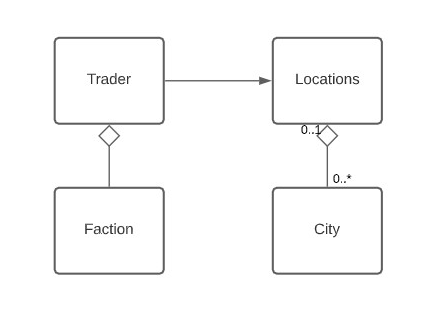 Trader
Locations
0..1
0..*
Faction
City